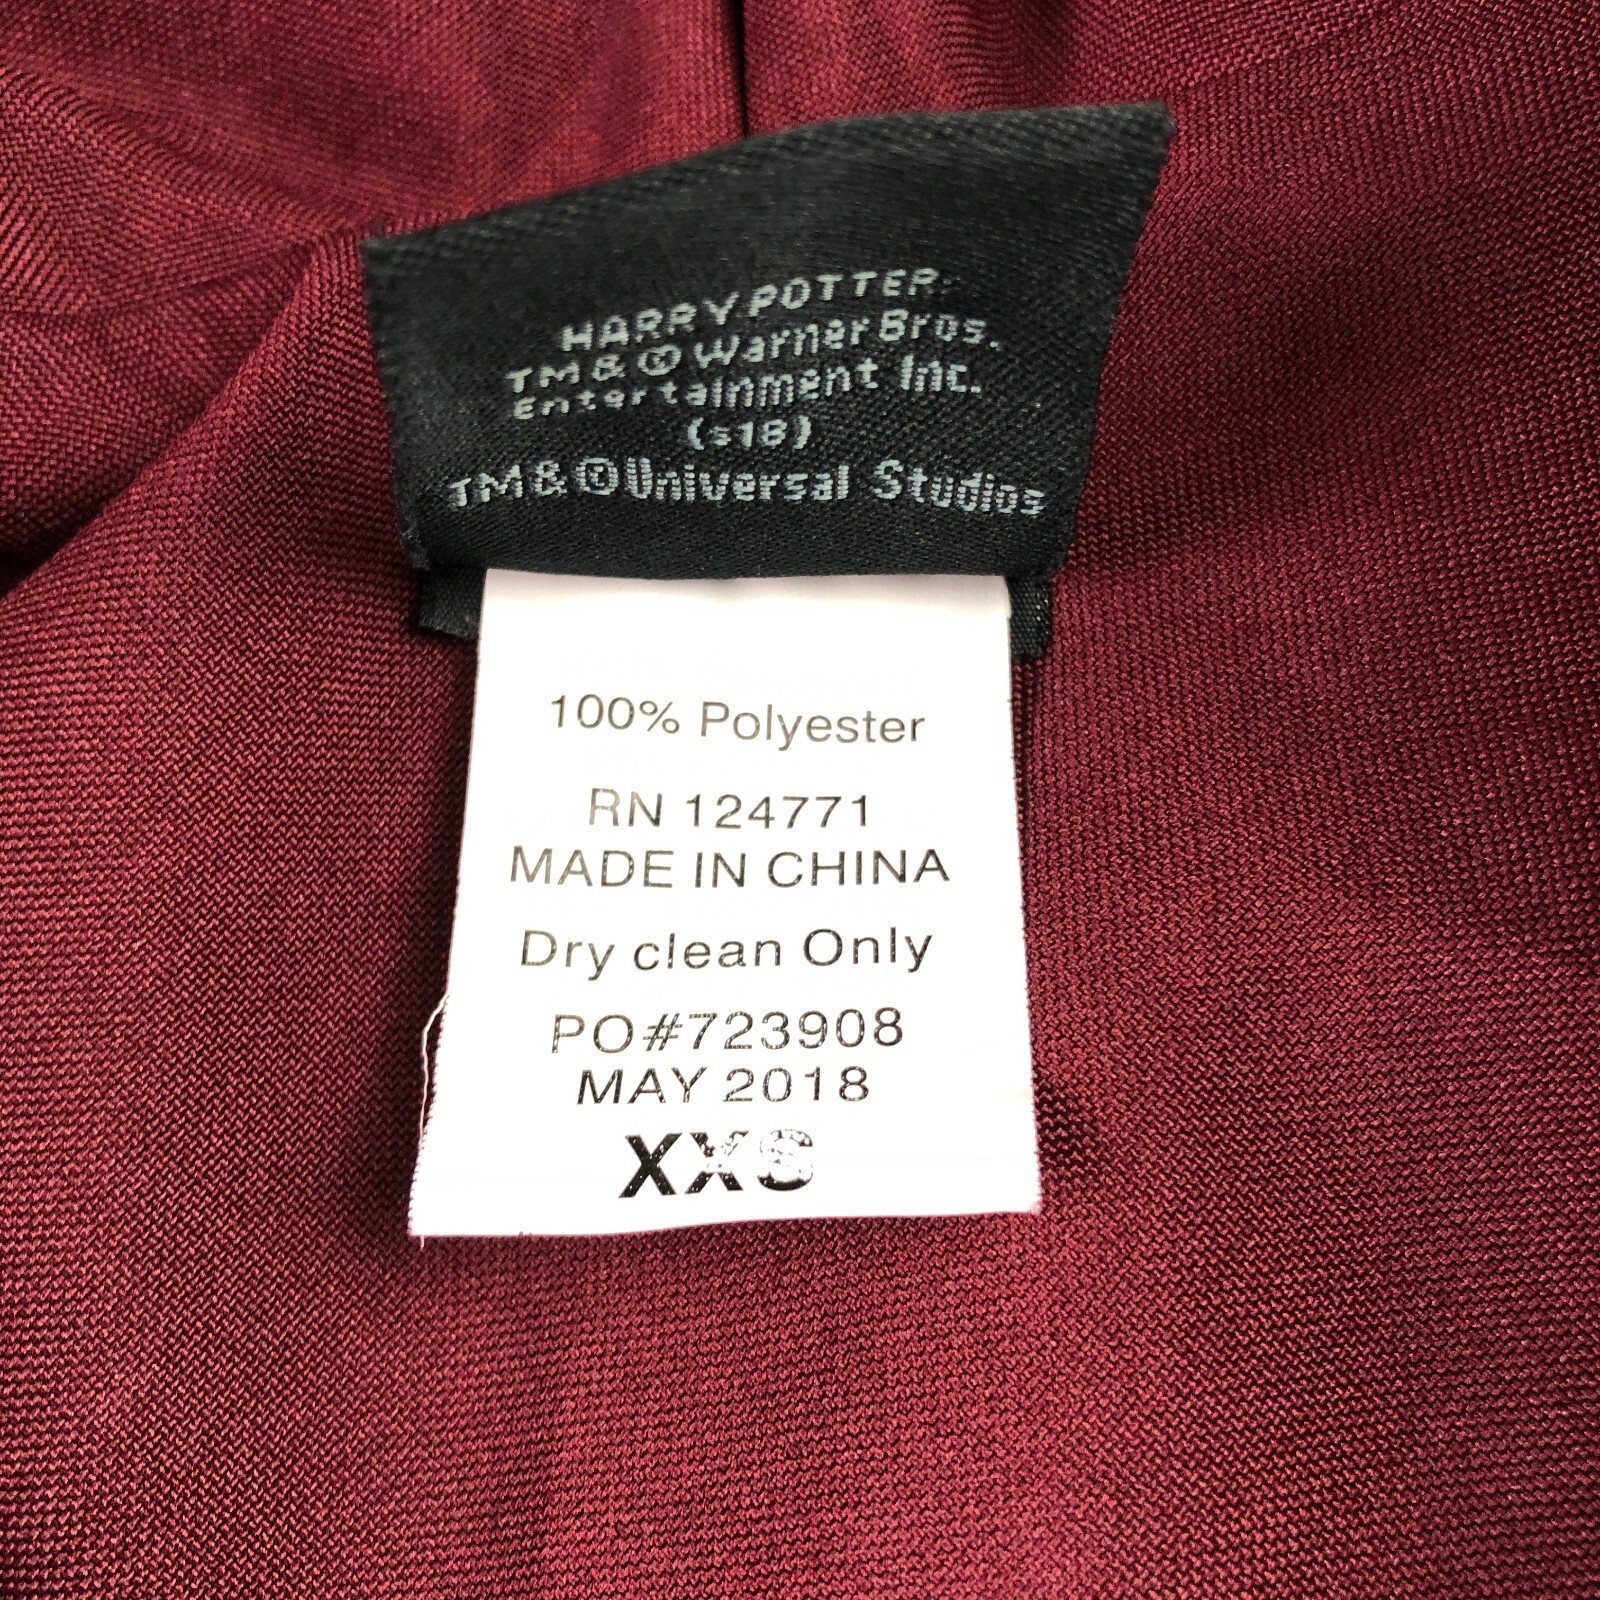 HARRY POTTER
TM & © Warner Bros.
Entertainment Inc.
(s18)
TM & © Universal Studios
100% Polyester
RN 124771
MADE IN CHINA
Dry clean Only
PO#723908
MAY 2018
XXS